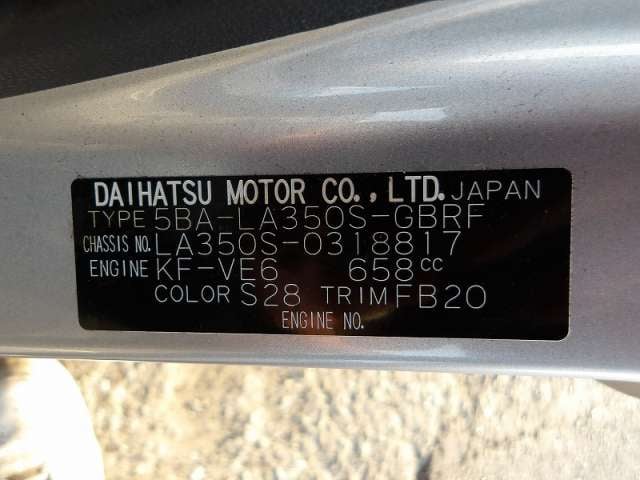 DAIHATSU MOTOR CO., LTD. JAPAN
TYPE 5BA-LA350S-GBRF
CHASSIS NO. LA350S-0318817
ENGINE KF-VE6 658cc
COLOR S28 TRIM FB20
ENGINE NO.